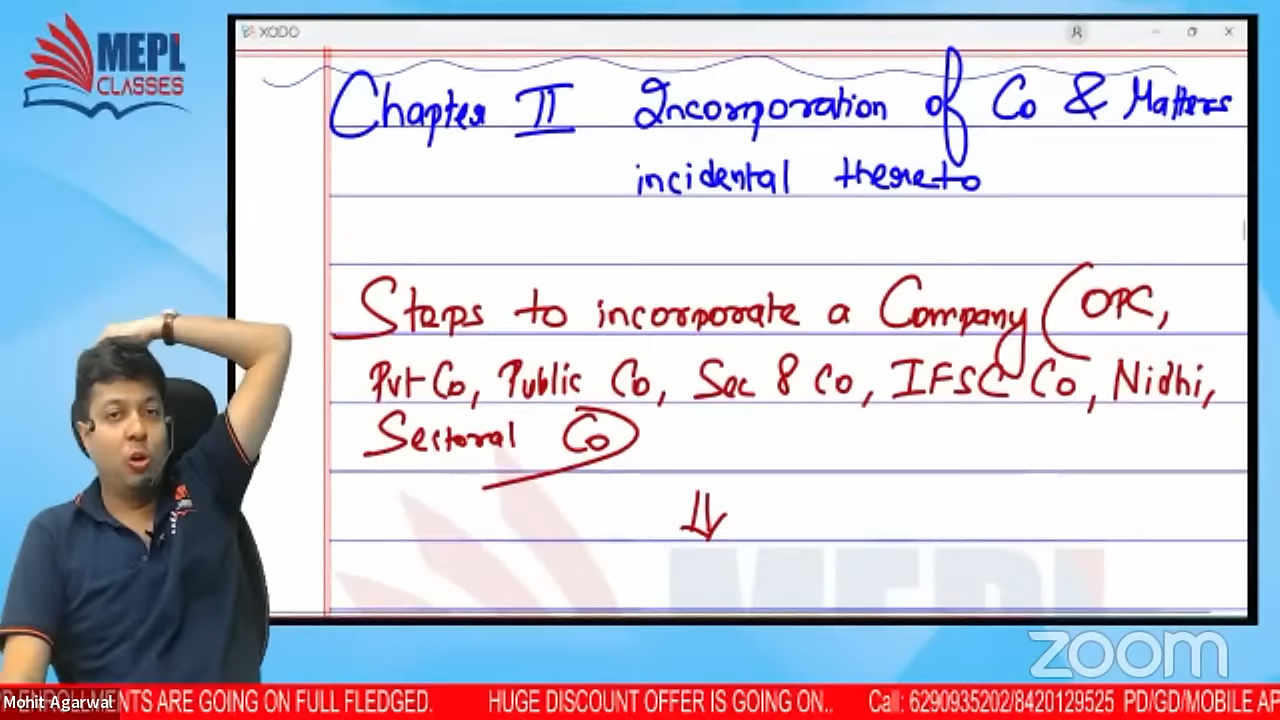 MEPL
CLASSES
XODO
Chapter II Incorporation of Co & Matters
incidental thereto
Steps to incorporate a Company (OPC,
Pvt Co, Public Co, Sec 8 Co, IFSC Co, Nidhi,
Sectoral Co)
MEPL
zoom
Mohit Agarwal
P ENROLLMENTS ARE GOING ON FULL FLEDGED. HUGE DISCOUNT OFFER IS GOING ON.. Call: 6290935202/8420129525 PD/GD/MOBILE AP